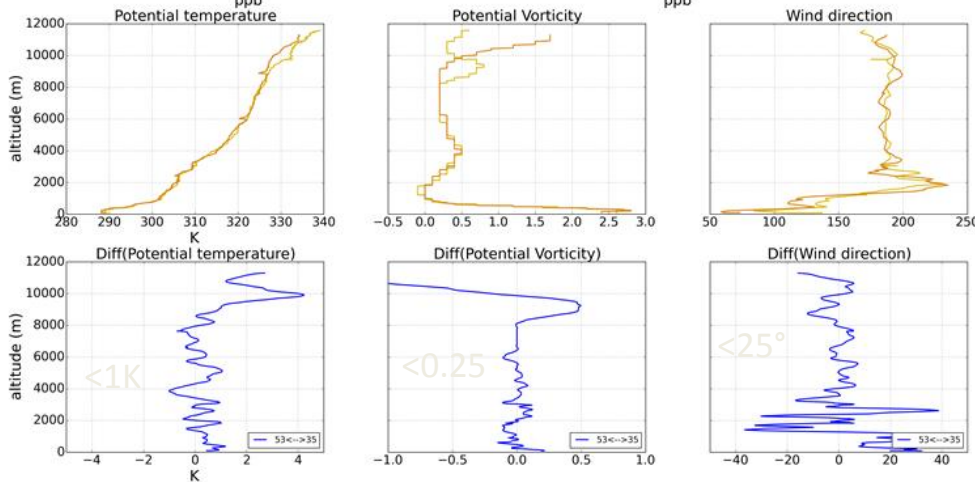 ppb ppb
Potential temperature Potential Vorticity Wind direction
altitude (m)
12000
10000
8000
6000
4000
2000
0
280 290 300 310 320 330 340
K
−0.5 0.0 0.5 1.0 1.5 2.0 2.5 3.0
50 100 150 200 250
Diff(Potential temperature) Diff(Potential Vorticity) Diff(Wind direction)
altitude (m)
12000
10000
8000
6000
4000
2000
0
<1K
<0.25
<25°
53<-->35 53<-->35 53<-->35
−4 −2 0 2 4
K
−1.0 −0.5 0.0 0.5 1.0
−40 −20 0 20 40